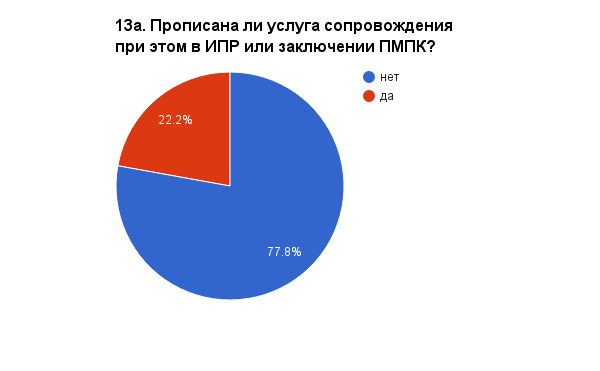 13а. Прописана ли услуга сопровождения
при этом в ИПР или заключении ПМПК?
нет
да
22.2%
77.8%